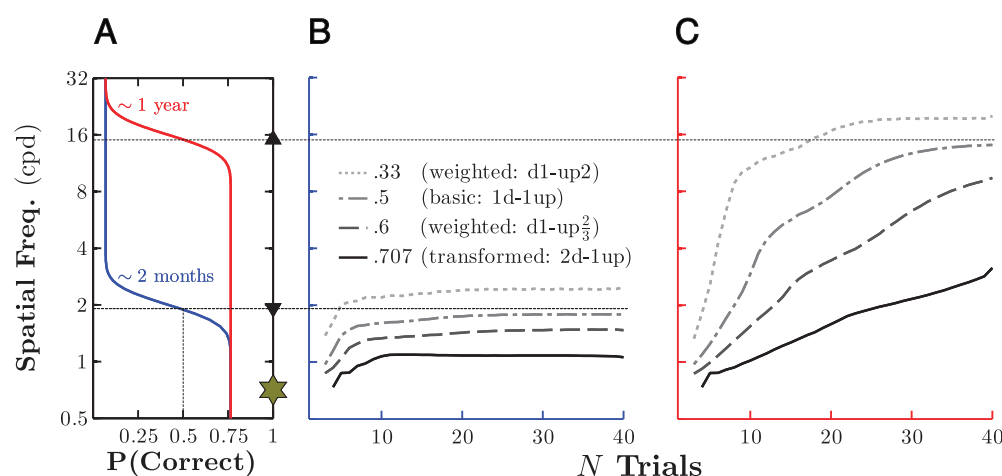 A
B
C
Spatial Freq. (cpd)
32
16
8
4
2
1
0.5
~ 1 year
~ 2 months
0.25 0.5 0.75 1
P(Correct)
.33 (weighted: d1-up2)
.5 (basic: 1d-1up)
.6 (weighted: d1-up2/3)
.707 (transformed: 2d-1up)
10 20 30 40
10 20 30 40
N Trials